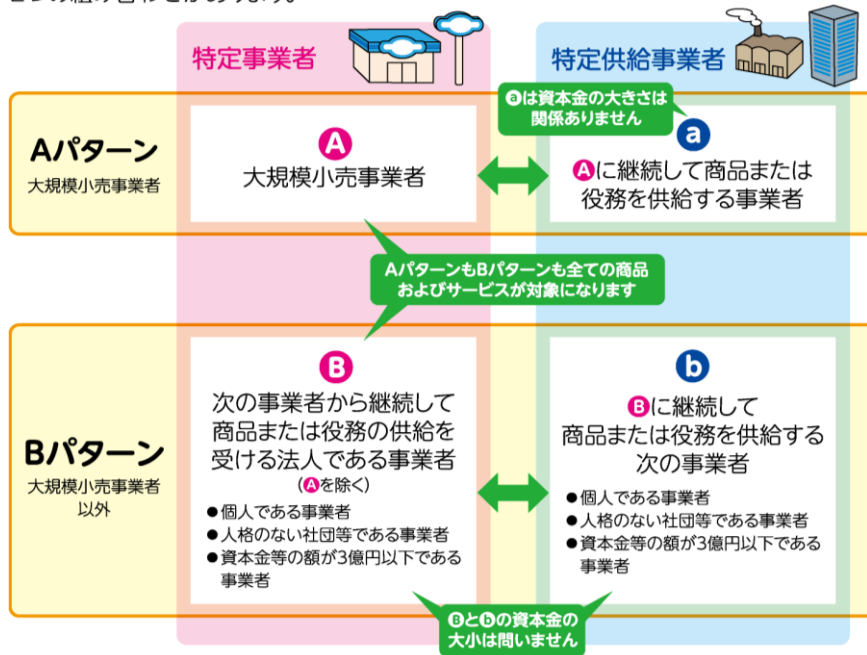 特定事業者
特定供給事業者
ⓐは資本金の大きさは
関係ありません
Aパターン
大規模小売事業者
A
大規模小売事業者
a
Aに継続して商品または
役務を供給する事業者
AパターンもBパターンも全ての商品
およびサービスが対象になります
Bパターン
大規模小売事業者
以外
B
次の事業者から継続して
商品または役務の供給を
受ける法人である事業者
(Aを除く)
●個人である事業者
●人格のない社団等である事業者
●資本金等の額が3億円以下である
事業者
b
Bに継続して
商品または役務を供給する
次の事業者
●個人である事業者
●人格のない社団等である事業者
●資本金等の額が3億円以下である
事業者
Bとbの資本金の
大小は問いません